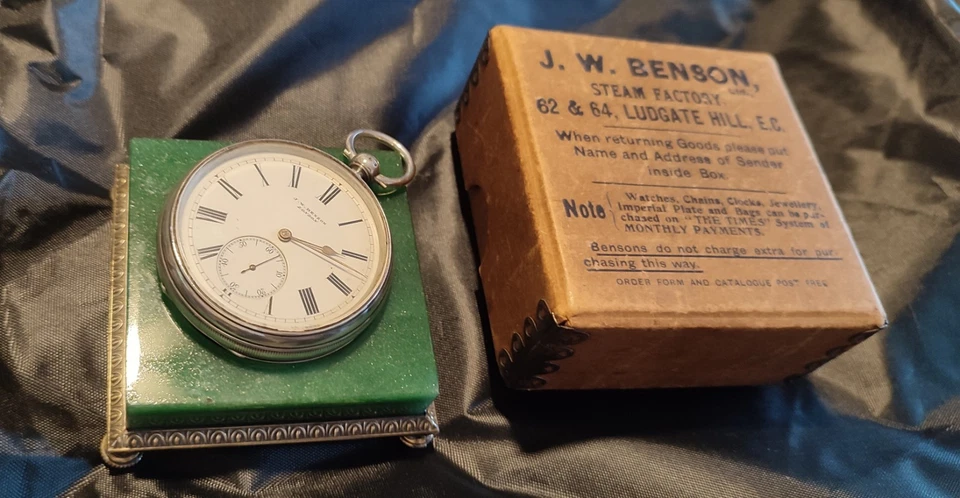 J. W. BENSON, LTD.
STEAM FACTORY,
62 & 64, LUDGATE HILL, E.C.
When returning Goods please put
Name and Address of Sender
inside Box.
Note { Watches, Chains, Clocks, Jewellery,
Imperial Plate and Bags can be pur-
chased on "THE TIMES" System of
MONTHLY PAYMENTS.
Bensons do not charge extra for pur-
chasing this way.
ORDER FORM AND CATALOGUE POST FREE